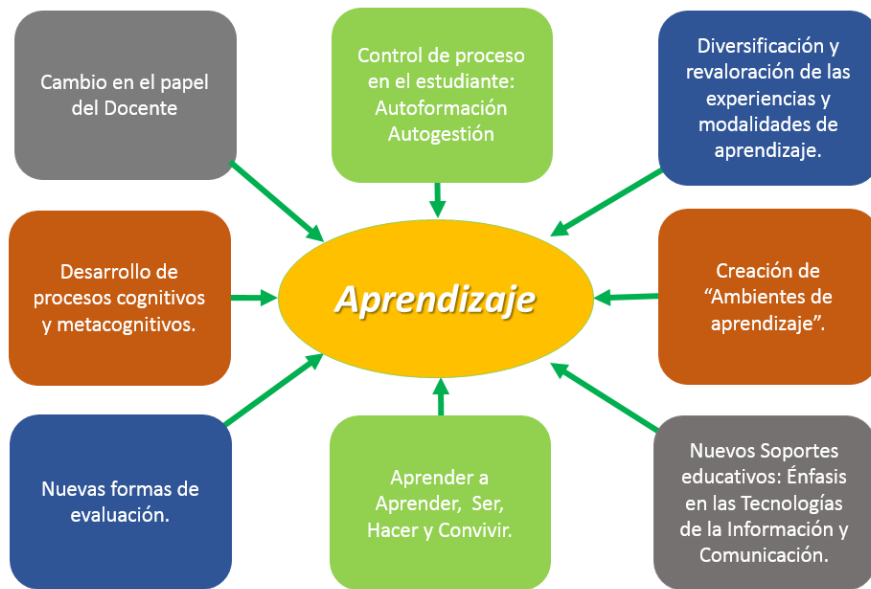 Cambio en el papel
del Docente
Control de proceso
en el estudiante:
Autoformación
Autogestión
Diversificación y
revaloración de las
experiencias y
modalidades de
aprendizaje.
Desarrollo de
procesos cognitivos
y metacognitivos.
Aprendizaje
Creación de
“Ambientes de
aprendizaje”.
Nuevas formas de
evaluación.
Aprender a
Aprender, Ser,
Hacer y Convivir.
Nuevos Soportes
educativos: Énfasis
en las Tecnologías
de la Información y
Comunicación.